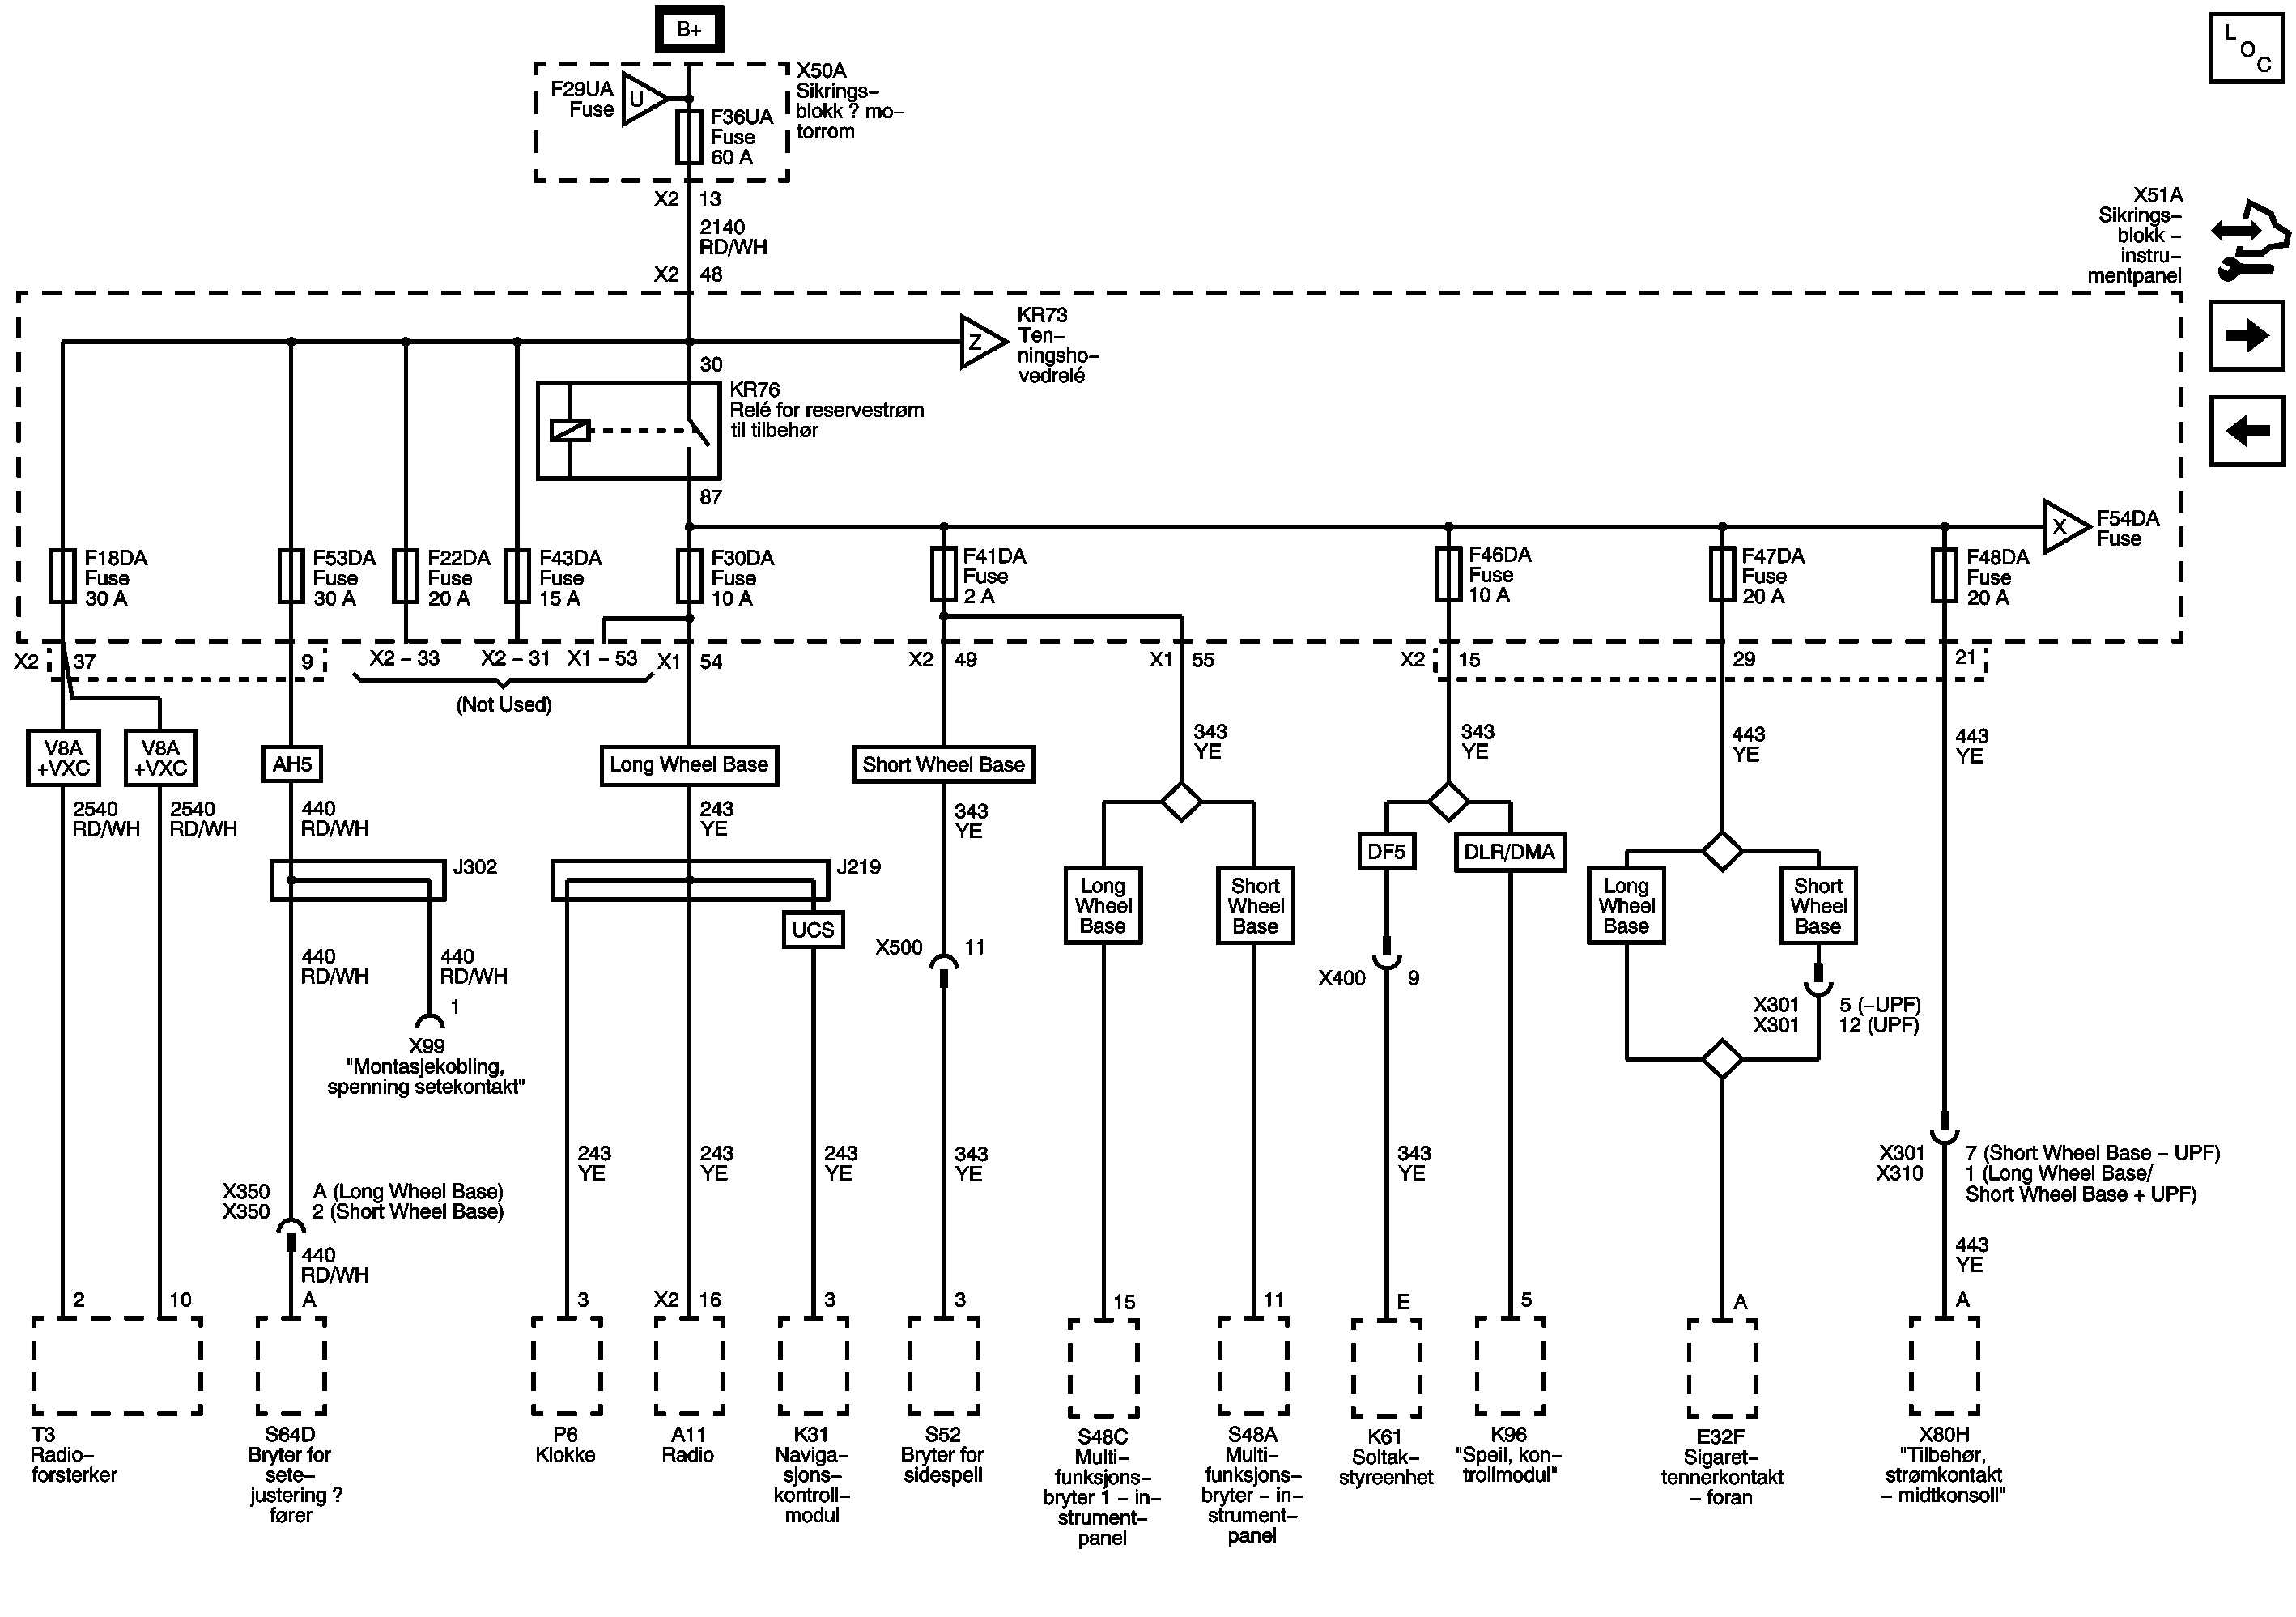 B+
L
O
C
F29UA
Fuse
U
X50A
Sikrings–
blokk ? mo–
torrom
F36UA
Fuse
60 A
X2 13
2140
RD/WH
X2 48
X51A
Sikrings–
blokk –
instru–
mentpanel
Z
KR73
Ten–
ningsho–
vedrelé
30
KR76
Relé for reservestrøm
til tilbehør
87
X
F54DA
Fuse
F18DA
Fuse
30 A
F53DA
Fuse
30 A
F22DA
Fuse
20 A
F43DA
Fuse
15 A
F30DA
Fuse
10 A
F41DA
Fuse
2 A
F46DA
Fuse
10 A
F47DA
Fuse
20 A
F48DA
Fuse
20 A
X2 37
9
X2 – 33
X2 – 31
X1 – 53
X1 54
X2 49
X1 55
X2 15
29
21
(Not Used)
V8A
+VXC
V8A
+VXC
AH5
Long Wheel Base
Short Wheel Base
343
YE
343
YE
443
YE
443
YE
2540
RD/WH
2540
RD/WH
440
RD/WH
243
YE
343
YE
DF5
DLR/DMA
J302
J219
UCS
Long
Wheel
Base
Short
Wheel
Base
Long
Wheel
Base
Short
Wheel
Base
440
RD/WH
440
RD/WH
X500 11
X400 9
1
X99
"Montasjekobling,
spenning setekontakt"
X301 5 (–UPF)
X301 12 (UPF)
243
YE
243
YE
243
YE
343
YE
343
YE
X301 7 (Short Wheel Base – UPF)
X310 1 (Long Wheel Base/
Short Wheel Base + UPF)
X350 A (Long Wheel Base)
X350 2 (Short Wheel Base)
440
RD/WH
443
YE
2
10
A
3
X2 16
3
3
15
11
E
5
A
A
T3
Radio–
forsterker
S64D
Bryter for
sete–
justering ?
fører
P6
Klokke
A11
Radio
K31
Naviga–
sjons–
kontroll–
modul
S52
Bryter for
sidespeil
S48C
Multi–
funksjons–
bryter 1 – in–
strument–
panel
S48A
Multi–
funksjons–
bryter – in–
strument–
panel
K61
Soltak–
styreenhet
K96
"Speil, kon–
trollmodul"
E32F
Sigaret–
tennerkontakt
– foran
X80H
"Tilbehør,
strømkontakt
– midtkonsoll"